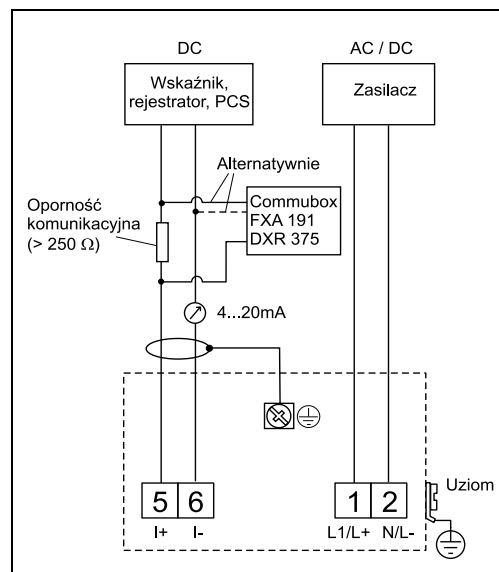 DC
AC / DC
Wskaźnik,
rejestrator, PCS
Zasilacz
Alternatywnie
Oporność
komunikacyjna
(> 250 Ω)
Commubox
FXA 191
DXR 375
4...20mA
5
6
1
2
Uziom
I+
I-
L1/L+
N/L-